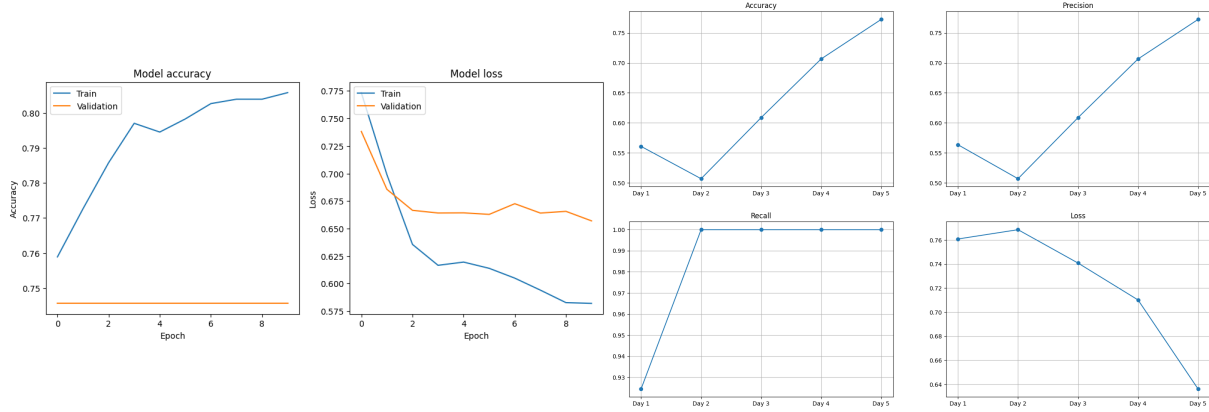 Model accuracy
Train
Validation
Accuracy
0.80
0.79
0.78
0.77
0.76
0.75
0 2 4 6 8
Epoch
Model loss
Train
Validation
Loss
0.775
0.750
0.725
0.700
0.675
0.650
0.625
0.600
0.575
0 2 4 6 8
Epoch
Accuracy
0.75
0.70
0.65
0.60
0.55
0.50
Day 1 Day 2 Day 3 Day 4 Day 5
Precision
0.75
0.70
0.65
0.60
0.55
0.50
Day 1 Day 2 Day 3 Day 4 Day 5
Recall
1.00
0.99
0.98
0.97
0.96
0.95
0.94
0.93
Day 1 Day 2 Day 3 Day 4 Day 5
Loss
0.76
0.74
0.72
0.70
0.68
0.66
0.64
Day 1 Day 2 Day 3 Day 4 Day 5